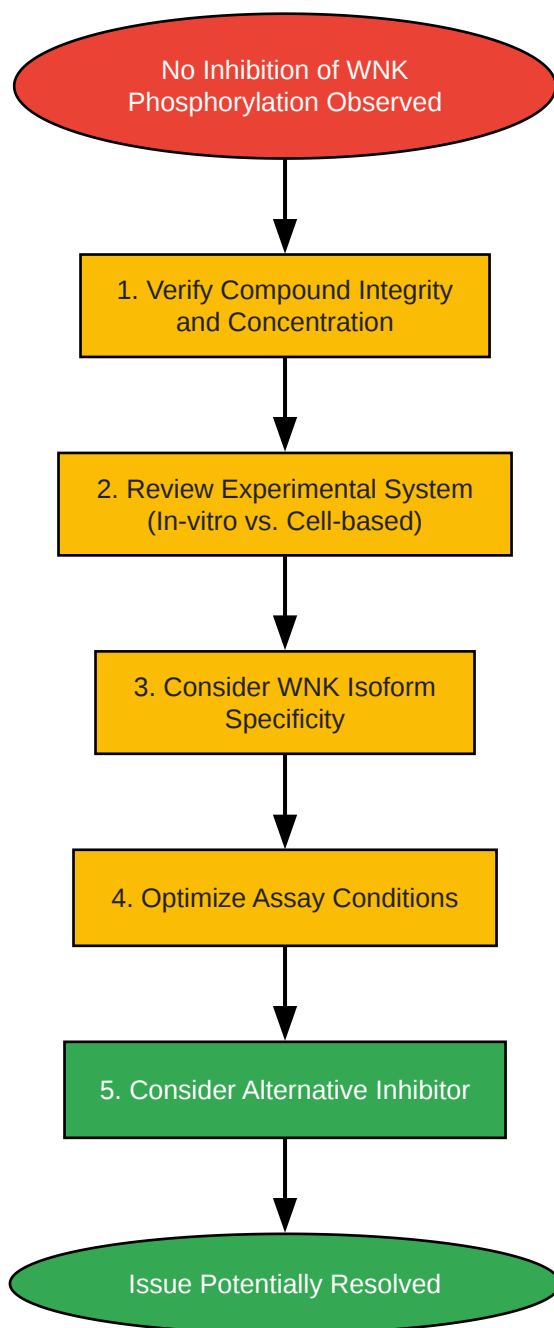 No Inhibition of WNK
Phosphorylation Observed
1. Verify Compound Integrity
and Concentration
2. Review Experimental System
(In-vitro vs. Cell-based)
3. Consider WNK Isoform
Specificity
4. Optimize Assay Conditions
5. Consider Alternative Inhibitor
Issue Potentially Resolved